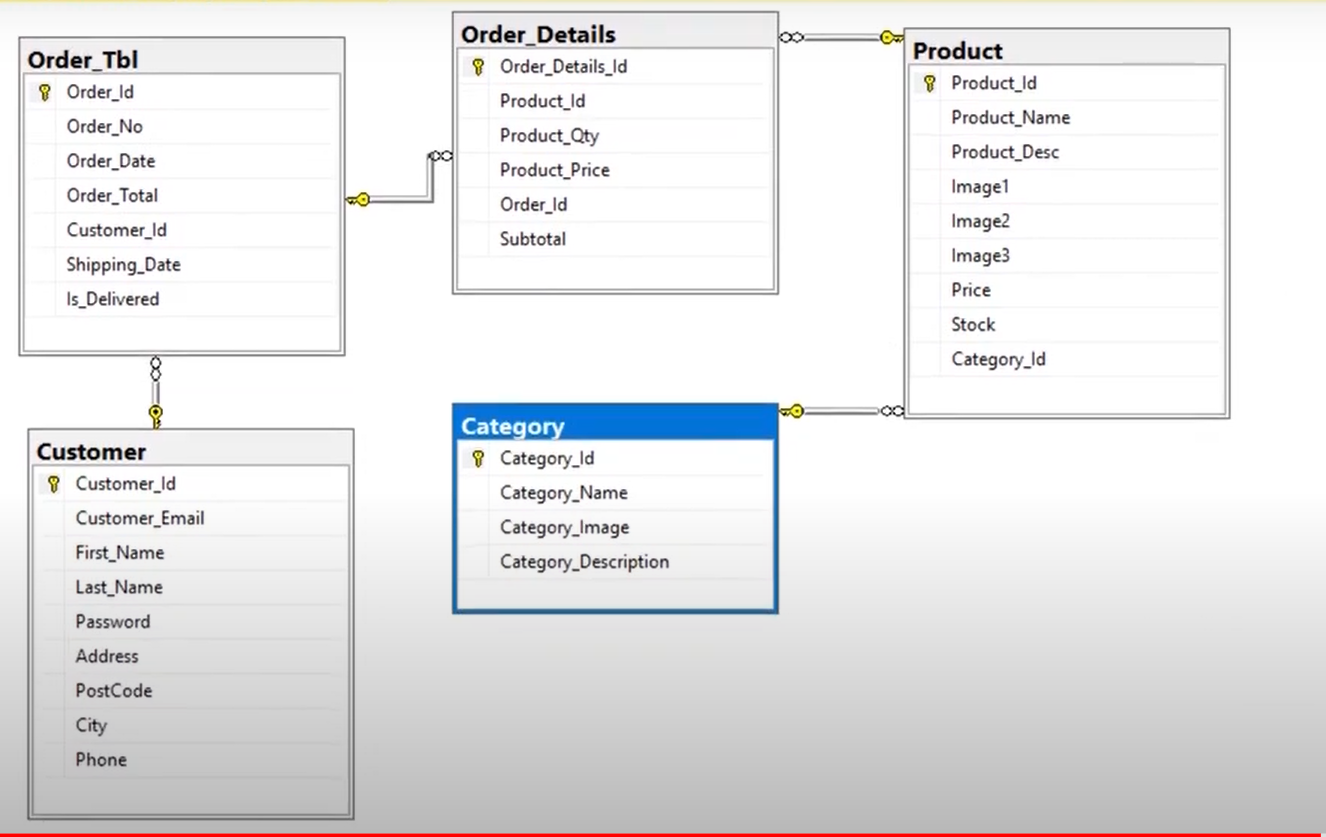 Order_Tbl
Order_Id
Order_No
Order_Date
Order_Total
Customer_Id
Shipping_Date
Is_Delivered
Order_Details
Order_Details_Id
Product_Id
Product_Qty
Product_Price
Order_Id
Subtotal
Product
Product_Id
Product_Name
Product_Desc
Image1
Image2
Image3
Price
Stock
Category_Id
Customer
Customer_Id
Customer_Email
First_Name
Last_Name
Password
Address
PostCode
City
Phone
Category
Category_Id
Category_Name
Category_Image
Category_Description